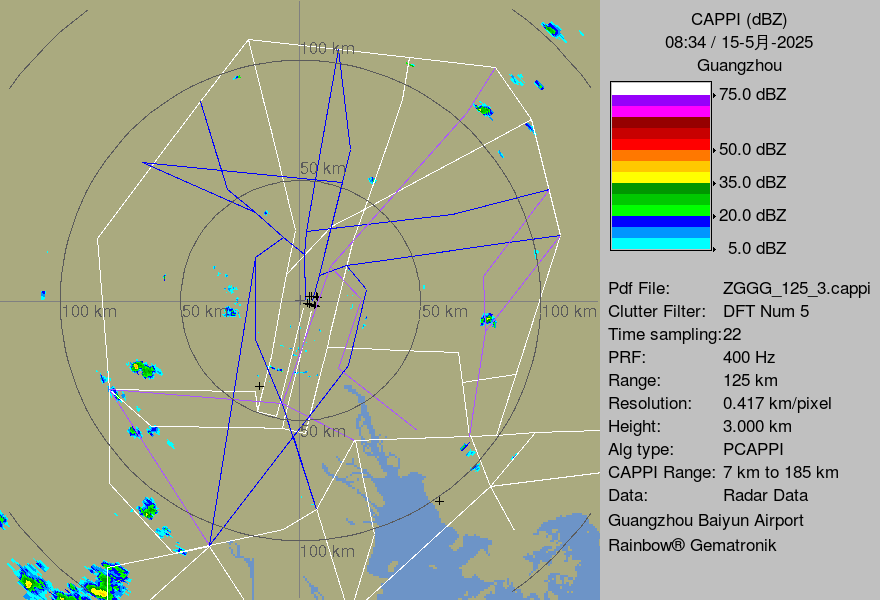 CAPPI (dBZ)
08:34 / 15-5月-2025
Guangzhou
75.0 dBZ
50.0 dBZ
35.0 dBZ
20.0 dBZ
5.0 dBZ
Pdf File: ZGGG_125_3.cappi
Clutter Filter: DFT Num 5
Time sampling:22
PRF: 400 Hz
Range: 125 km
Resolution: 0.417 km/pixel
Height: 3.000 km
Alg type: PCAPPI
CAPPI Range: 7 km to 185 km
Data: Radar Data
Guangzhou Baiyun Airport
Rainbow® Gematronik
100 km
50 km
100 km
50 km
50 km
100 km
50 km
100 km